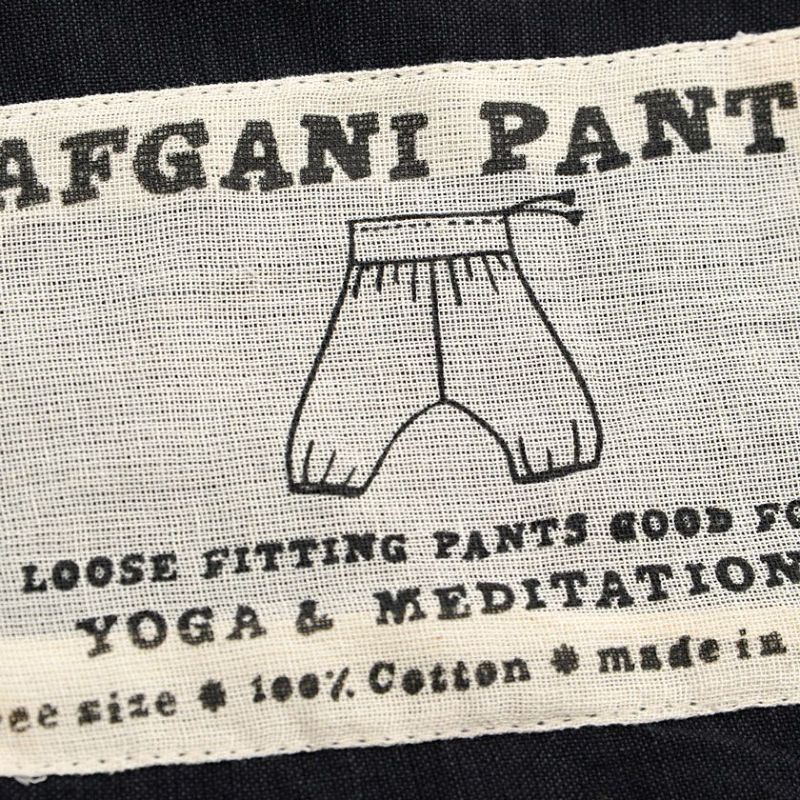 AFGANI PANT
LOOSE FITTING PANTS GOOD FO
YOGA & MEDITATION
ee size * 100% Cotton * made in